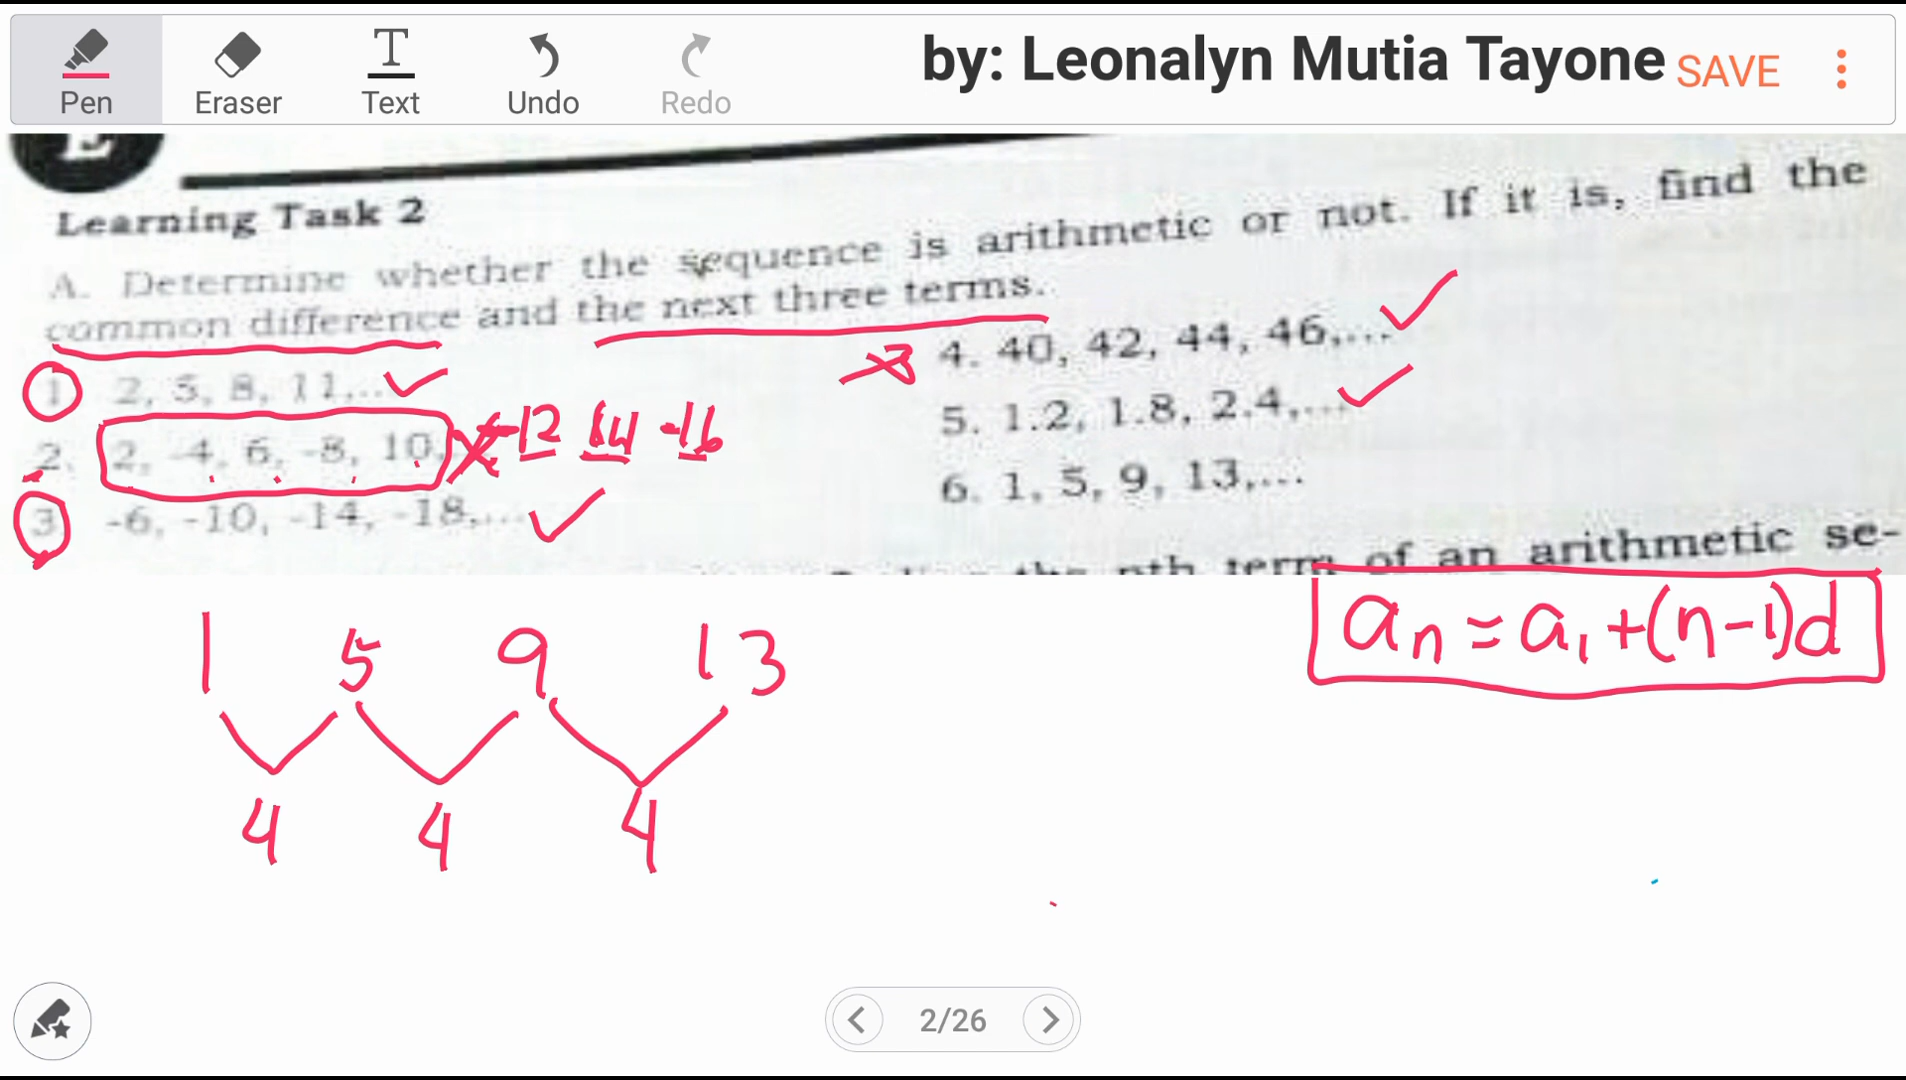 Pen Eraser Text Undo Redo by: Leonalyn Mutia Tayone SAVE
Learning Task 2
A. Determine whether the sequence is arithmetic or not. If it is, find the
common difference and the next three terms.
1 2, 5, 8, 11,...
2. 2, -4, 6, -8, 10, -12 14 -16
3 -6, -10, -14, -18,...
4. 40, 42, 44, 46,...
5. 1.2, 1.8, 2.4,...
6. 1, 5, 9, 13,...
nth term of an arithmetic se-
an = a1 + (n-1)d
1 5 9 13
4 4 4
2/26